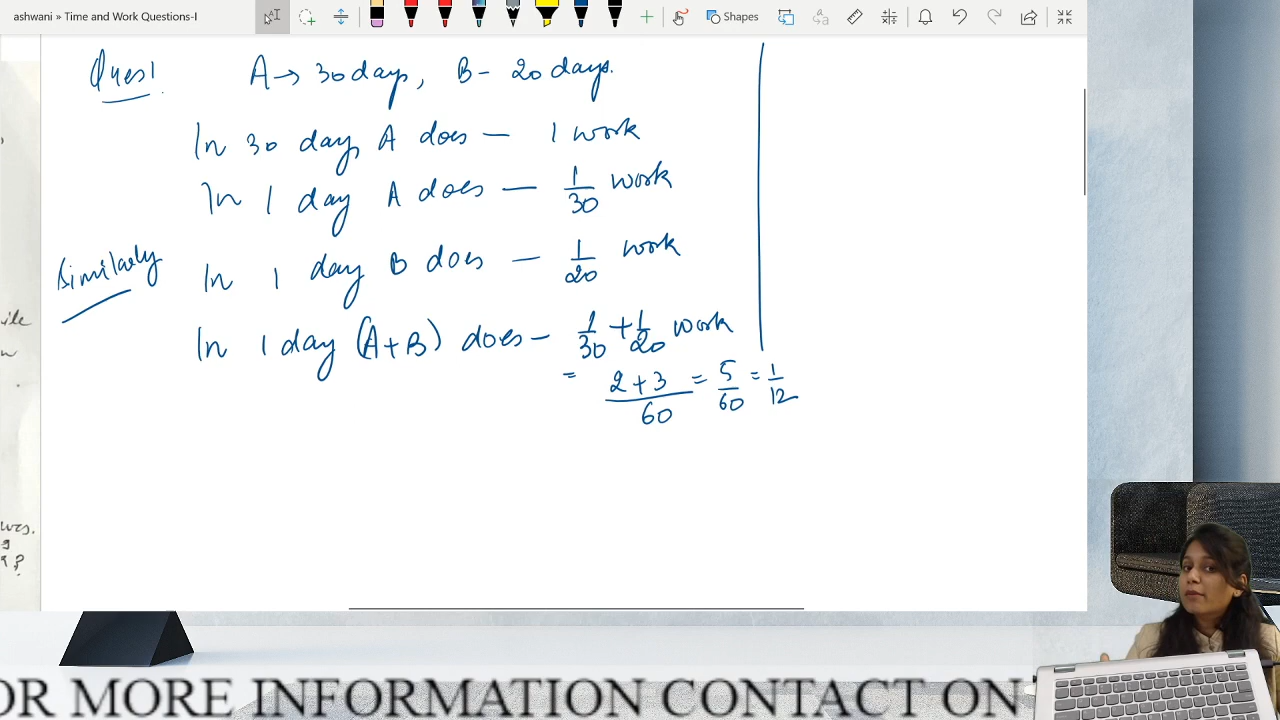 ashwani » Time and Work Questions-I
Shapes
Ques1 A → 30 days, B - 20 days.
In 30 days A does — 1 work
In 1 day A does — 1/30 work
Similarly In 1 day B does — 1/20 work
In 1 day (A+B) does - 1/30 + 1/20 work
= 2+3/60 = 5/60 = 1/12
OR MORE INFORMATION CONTACT ON